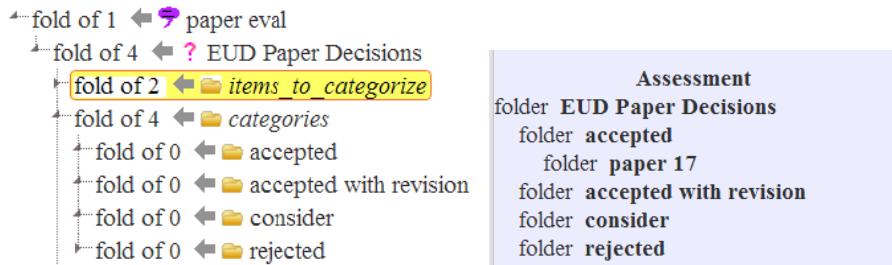 fold of 1 paper eval
fold of 4 ? EUD Paper Decisions
fold of 2 items_to_categorize
fold of 4 categories
fold of 0 accepted
fold of 0 accepted with revision
fold of 0 consider
fold of 0 rejected
Assessment
folder EUD Paper Decisions
folder accepted
folder paper 17
folder accepted with revision
folder consider
folder rejected